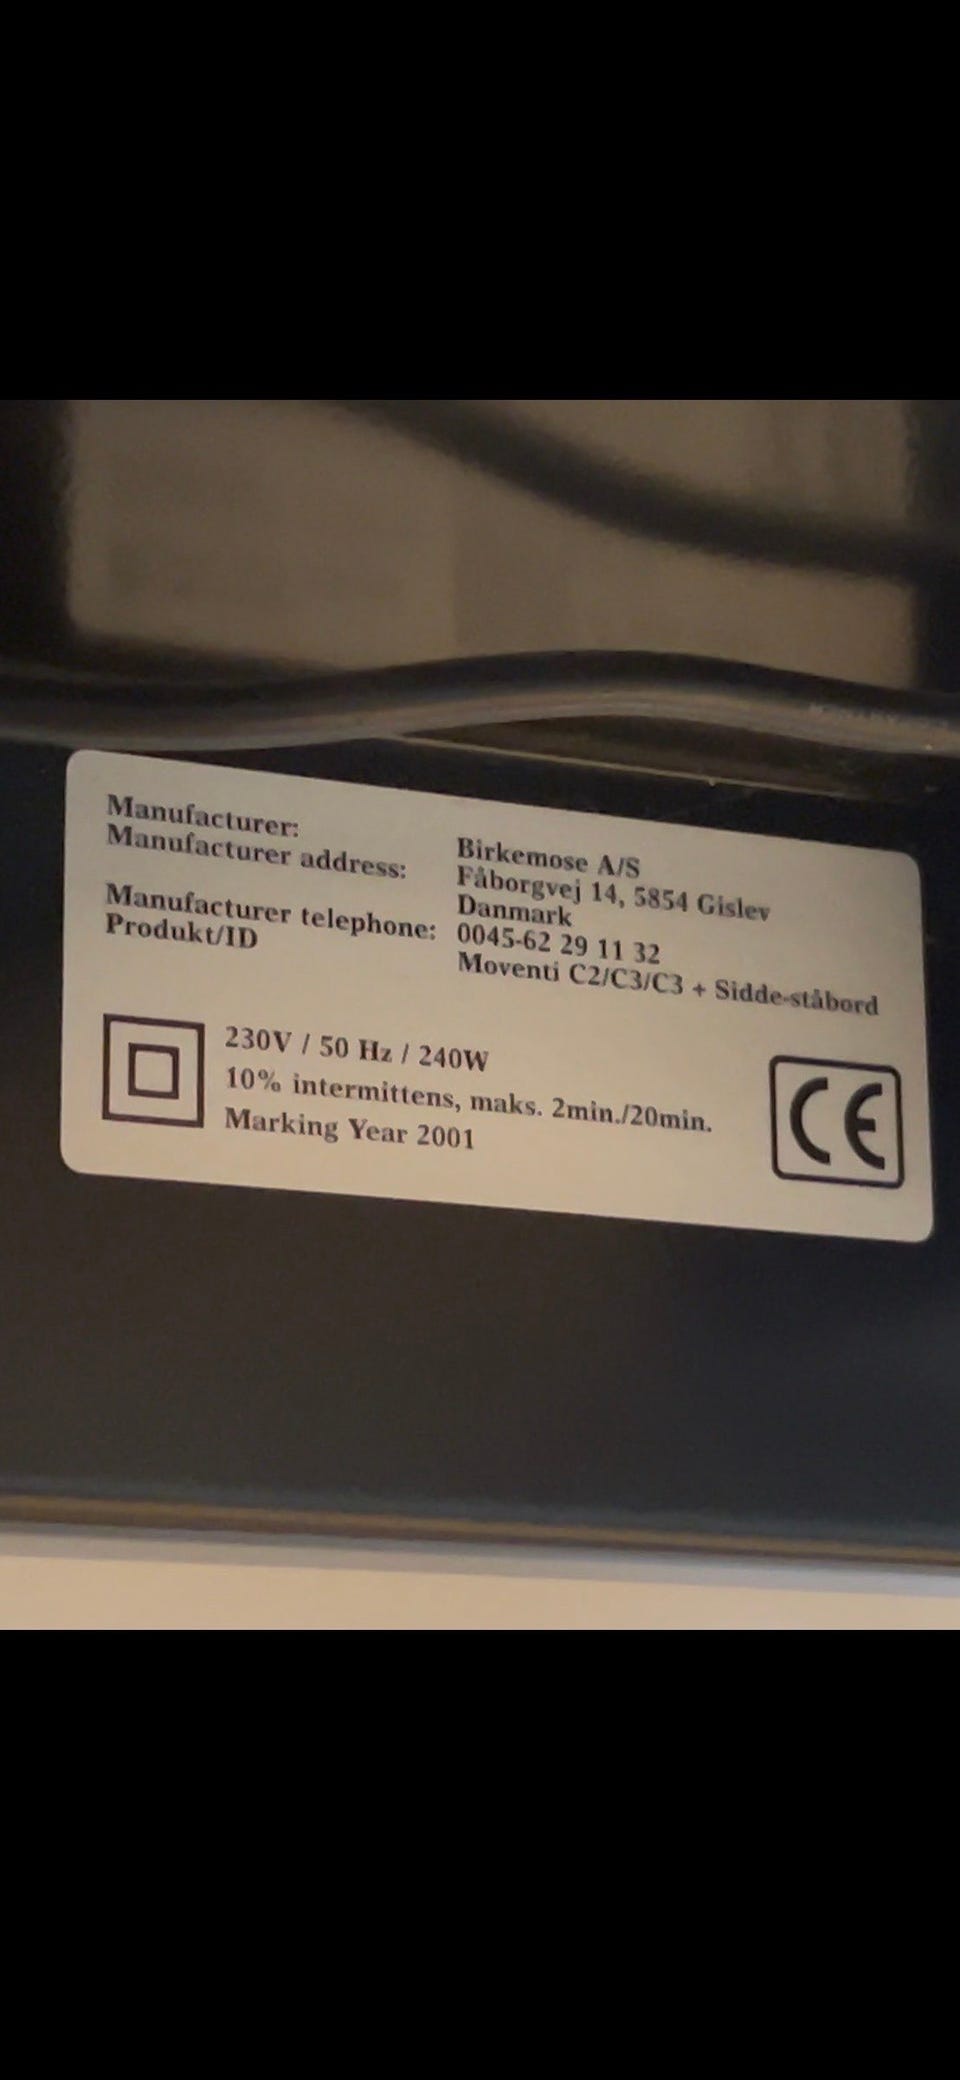 Manufacturer: Birkemose A/S
Manufacturer address: Fåborgvej 14, 5854 Gislev
Danmark
Manufacturer telephone: 0045-62 29 11 32
Produkt/ID Moventi C2/C3/C3 + Sidde-ståbord
230V / 50 Hz / 240W
10% intermittens, maks. 2min./20min.
Marking Year 2001
CE